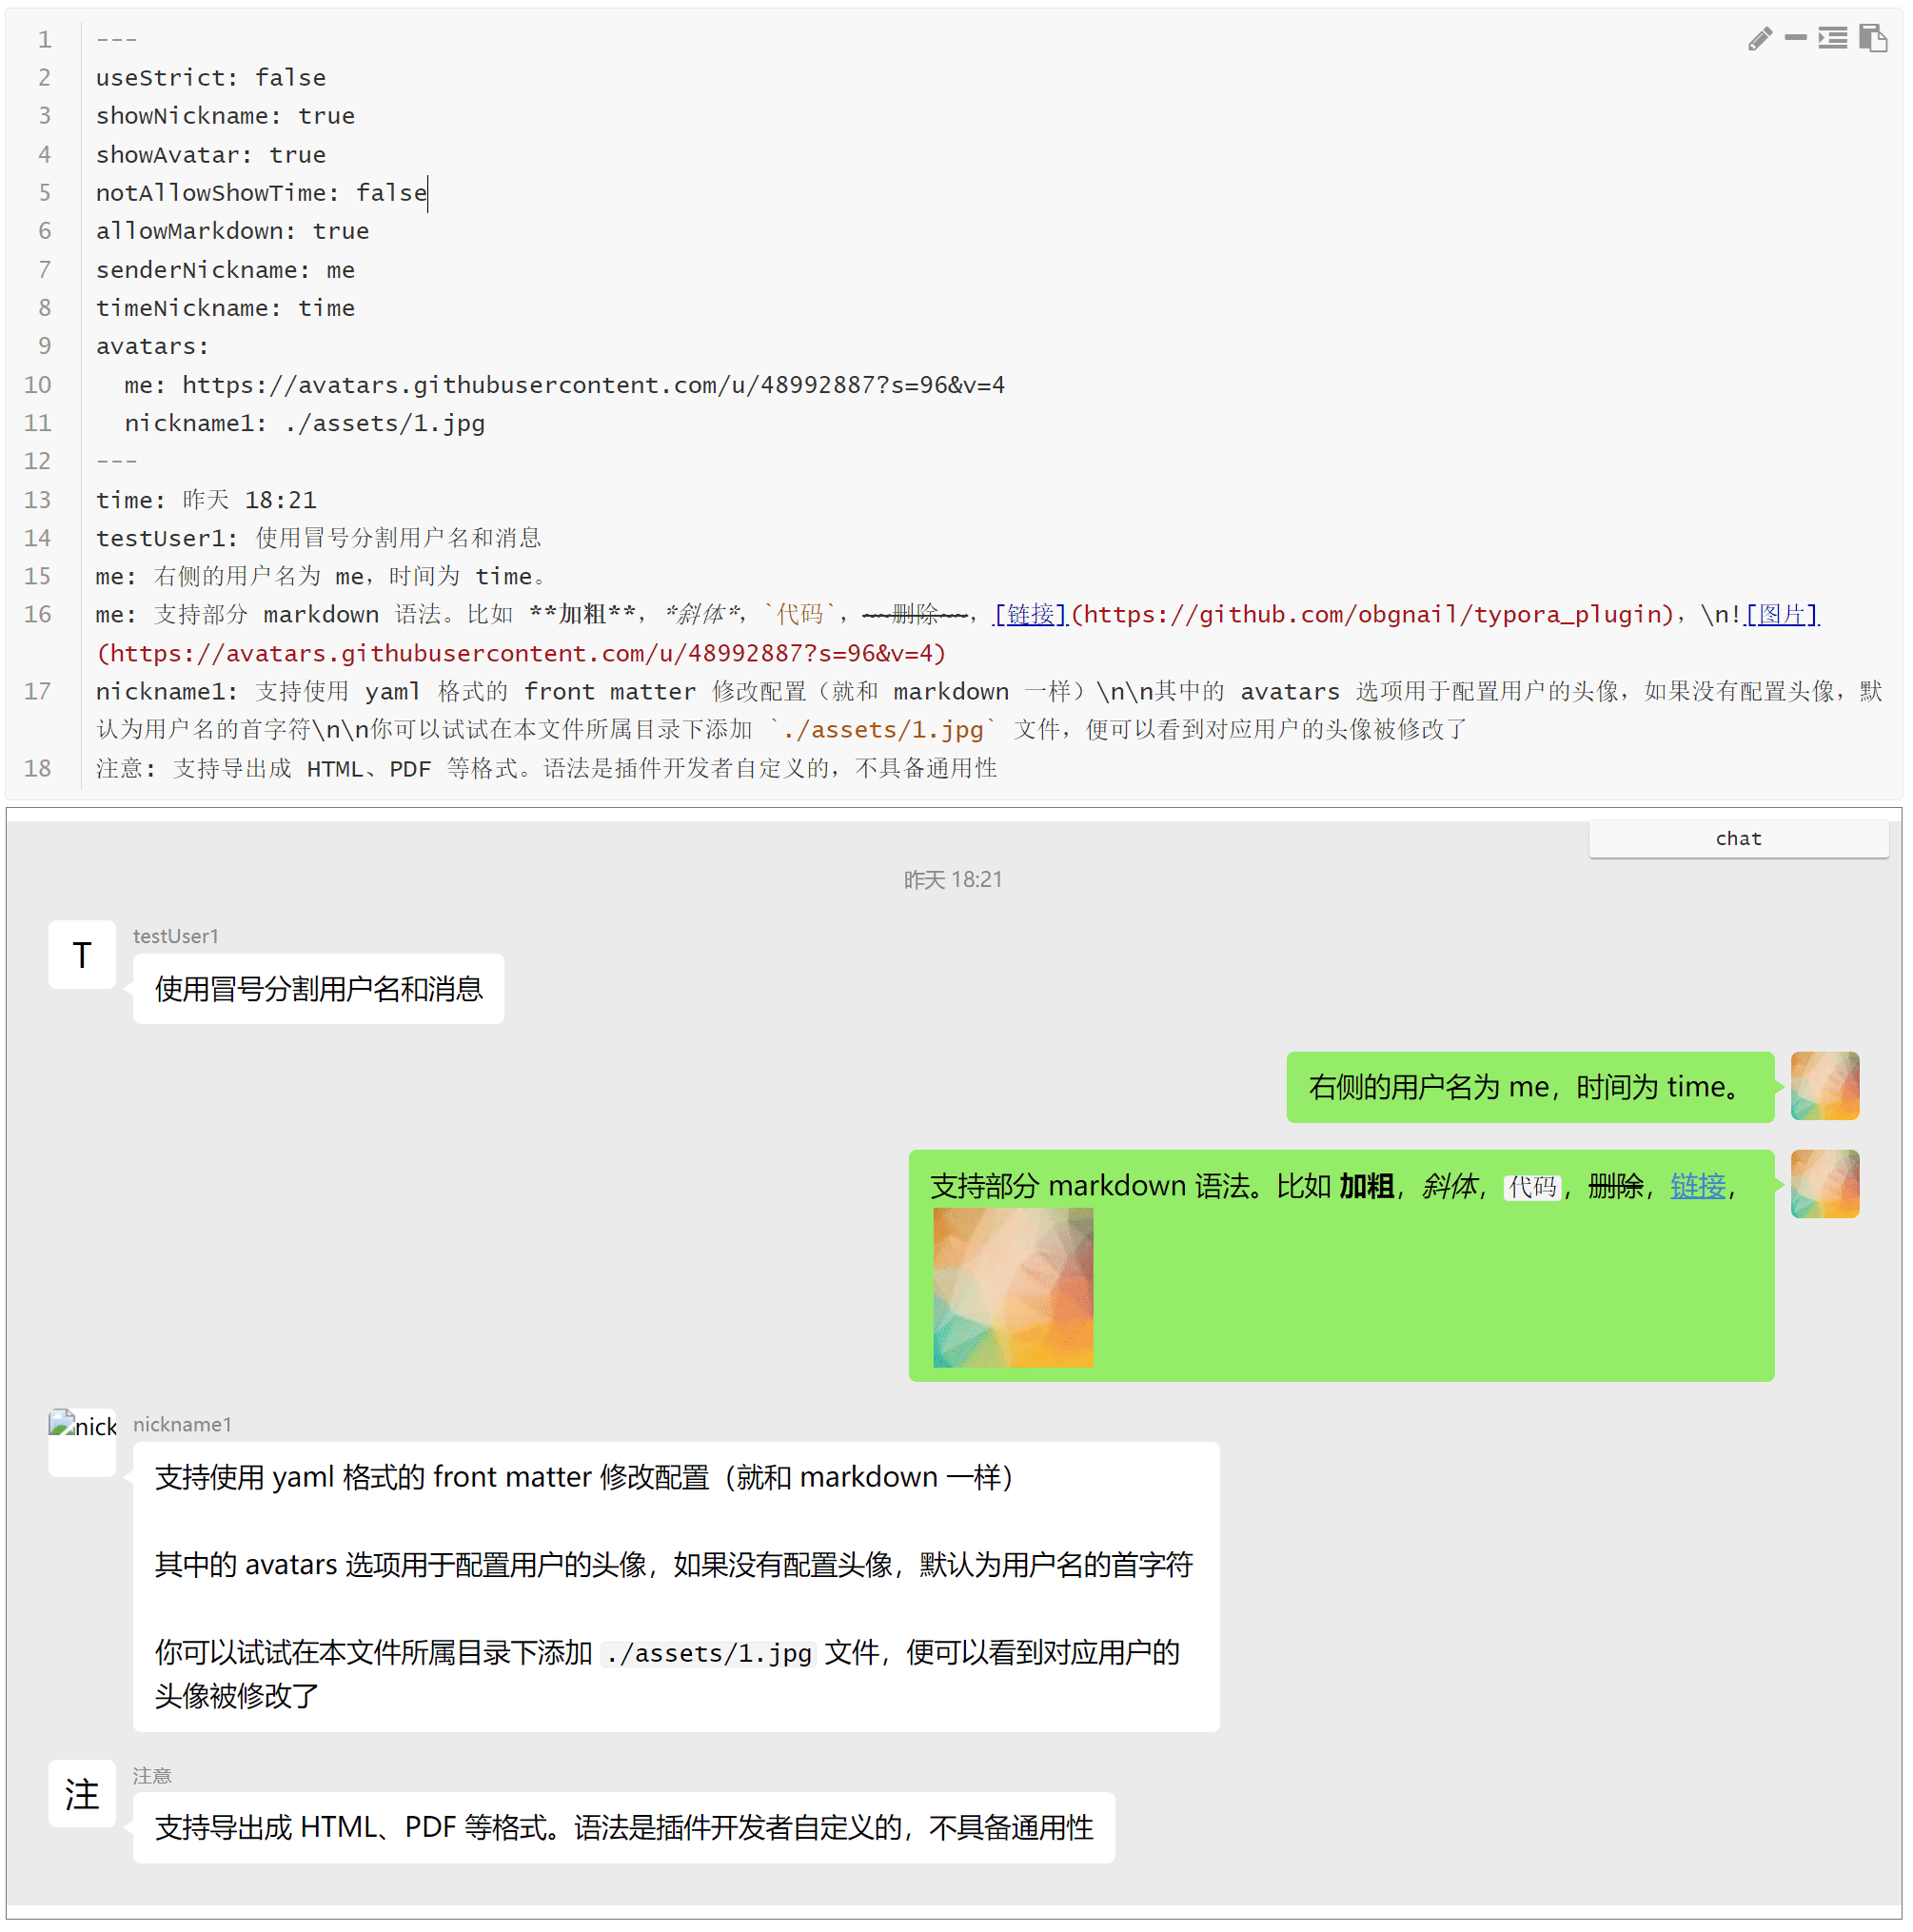 1 ---
2 useStrict: false
3 showNickname: true
4 showAvatar: true
5 notAllowShowTime: false
6 allowMarkdown: true
7 senderNickname: me
8 timeNickname: time
9 avatars:
10   me: https://avatars.githubusercontent.com/u/48992887?s=96&v=4
11   nickname1: ./assets/1.jpg
12 ---
13 time: 昨天 18:21
14 testUser1: 使用冒号分割用户名和消息
15 me: 右侧的用户名为 me，时间为 time。
16 me: 支持部分 markdown 语法。比如 **加粗**，*斜体*，`代码`，~~删除~~，[链接](https://github.com/obgnail/typora_plugin)，\n![图片]
(https://avatars.githubusercontent.com/u/48992887?s=96&v=4)
17 nickname1: 支持使用 yaml 格式的 front matter 修改配置（就和 markdown 一样）\n\n其中的 avatars 选项用于配置用户的头像，如果没有配置头像，默
认为用户名的首字符\n\n你可以试试在本文件所属目录下添加 `./assets/1.jpg` 文件，便可以看到对应用户的头像被修改了
18 注意: 支持导出成 HTML、PDF 等格式。语法是插件开发者自定义的，不具备通用性
chat
昨天 18:21
T
testUser1
使用冒号分割用户名和消息
右侧的用户名为 me，时间为 time。
支持部分 markdown 语法。比如 加粗，斜体，代码，删除，链接，
nick
nickname1
支持使用 yaml 格式的 front matter 修改配置（就和 markdown 一样）
其中的 avatars 选项用于配置用户的头像，如果没有配置头像，默认为用户名的首字符
你可以试试在本文件所属目录下添加 ./assets/1.jpg 文件，便可以看到对应用户的
头像被修改了
注
注意
支持导出成 HTML、PDF 等格式。语法是插件开发者自定义的，不具备通用性